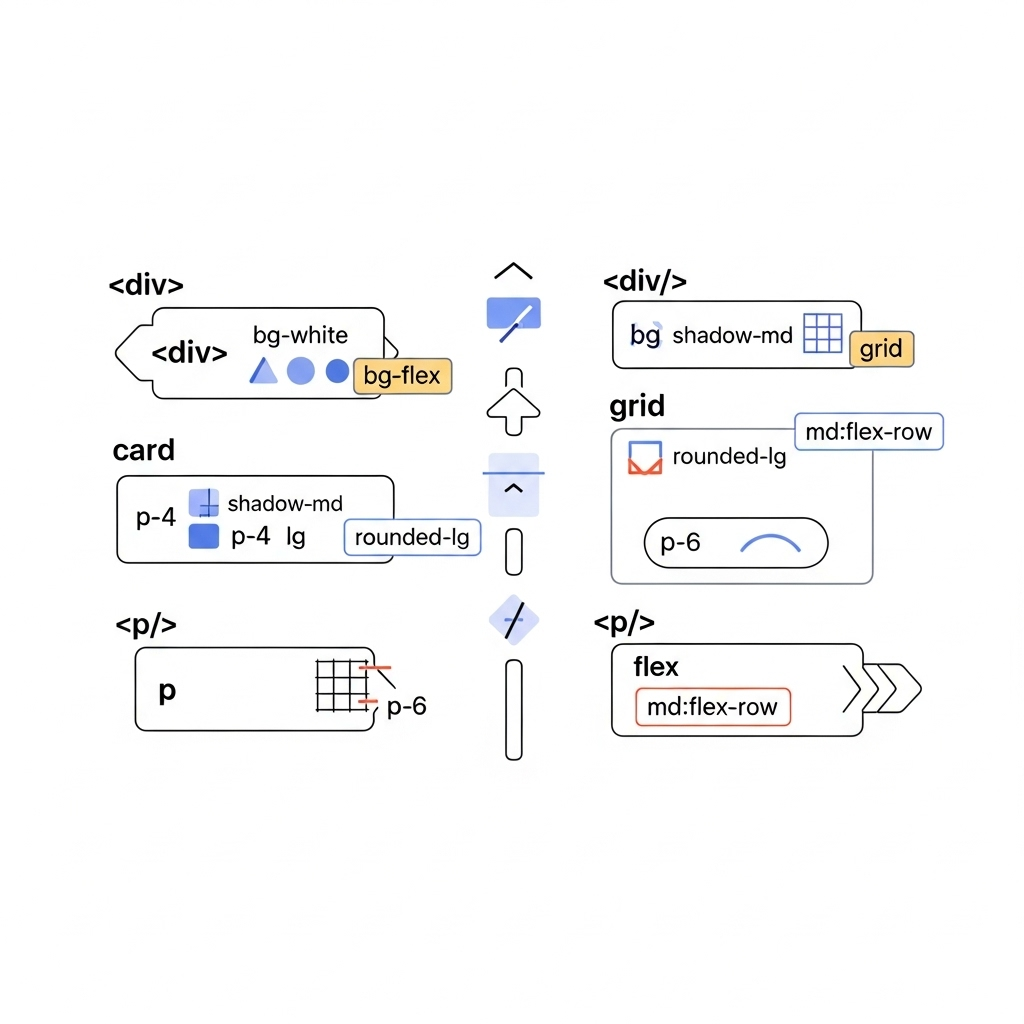 <div>
<div>
bg-white
bg-flex
card
p-4
shadow-md
p-4 lg
rounded-lg
<p/>
p
p-6
<div/>
bg shadow-md
grid
grid
md:flex-row
rounded-lg
p-6
<p/>
flex
md:flex-row